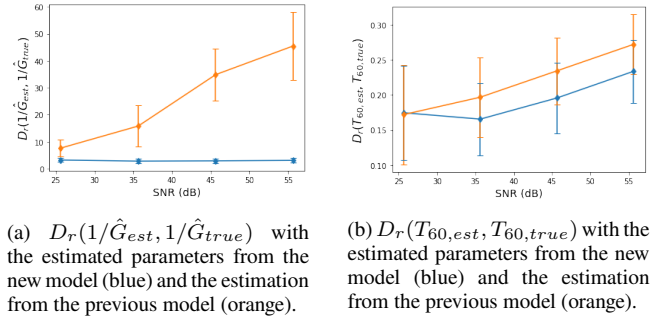 60
50
40
30
20
10
0
D_r(1/Ĝ_est, 1/Ĝ_true)
25 30 35 40 45 50 55
SNR (dB)
0.30
0.25
0.20
0.15
0.10
D_r(T_60,est, T_60,true)
25 30 35 40 45 50 55
SNR (dB)
(a) D_r(1/Ĝ_est, 1/Ĝ_true) with
the estimated parameters from the
new model (blue) and the estimation
from the previous model (orange).
(b) D_r(T_60,est, T_60,true) with the
estimated parameters from the new
model (blue) and the estimation
from the previous model (orange).